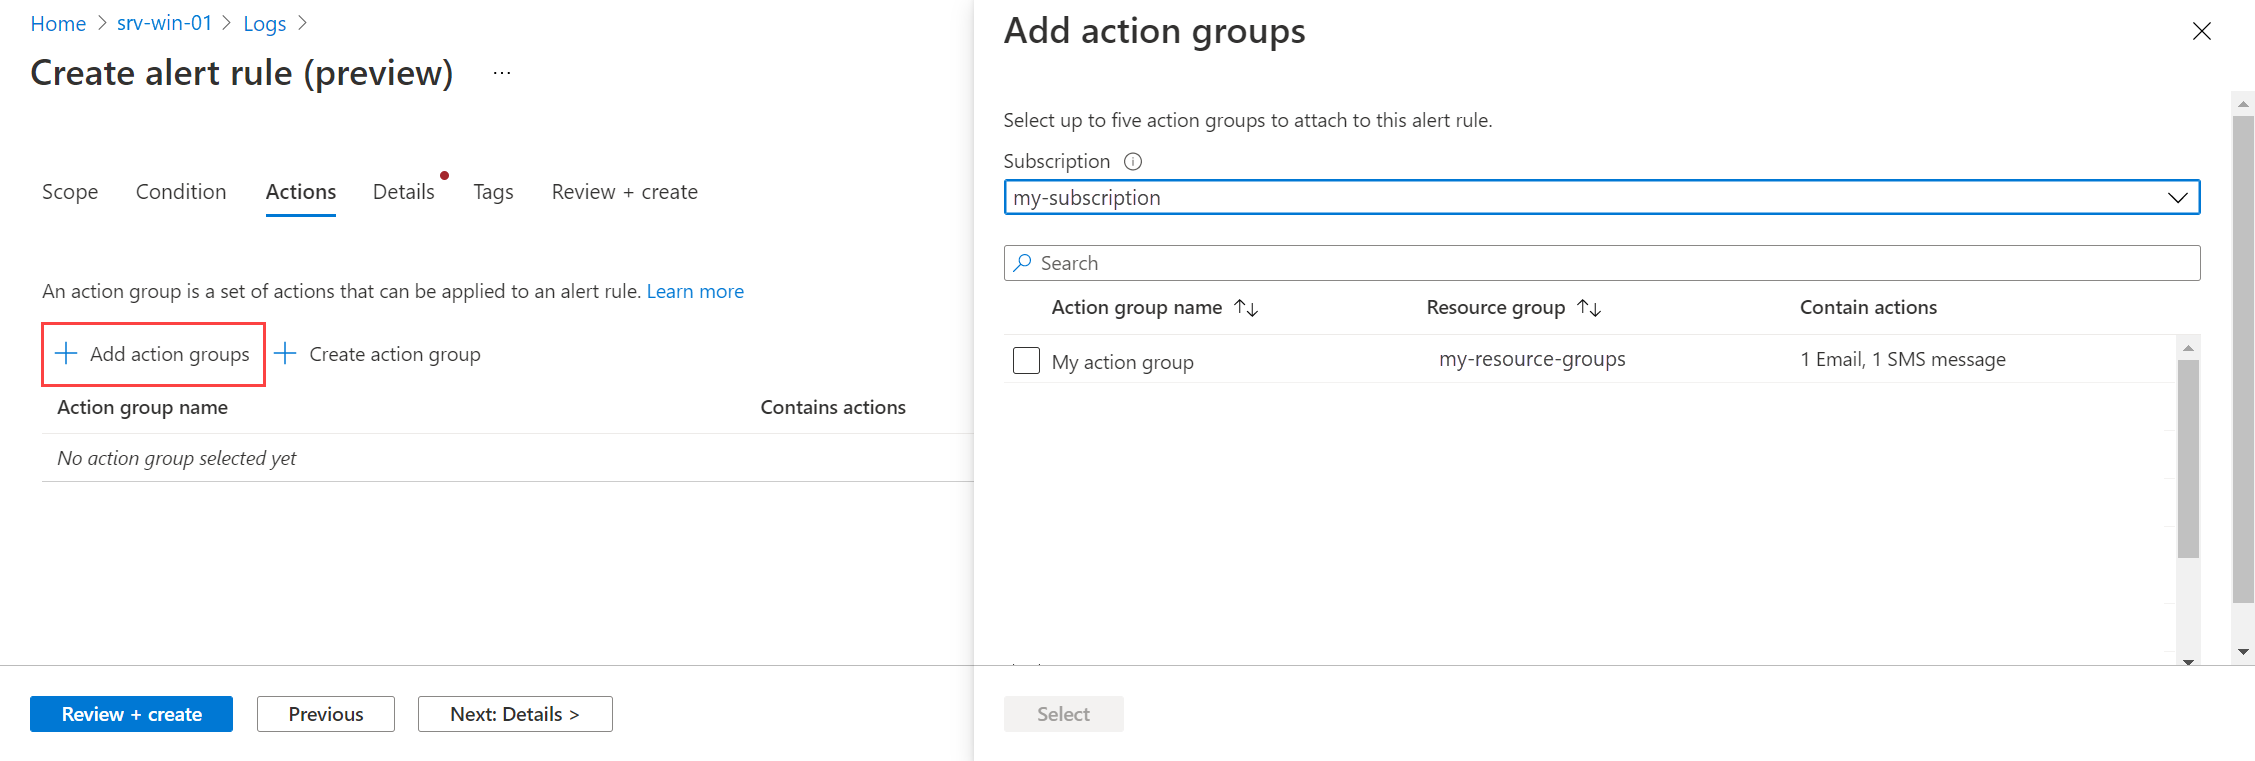 Home > srv-win-01 > Logs >
Create alert rule (preview) ...
Scope Condition Actions Details Tags Review + create
An action group is a set of actions that can be applied to an alert rule. Learn more
+ Add action groups + Create action group
Action group name Contains actions
No action group selected yet
Review + create Previous Next: Details >
Add action groups
Select up to five action groups to attach to this alert rule.
Subscription
my-subscription
Search
Action group name ↑↓ Resource group ↑↓ Contain actions
My action group my-resource-groups 1 Email, 1 SMS message
Select